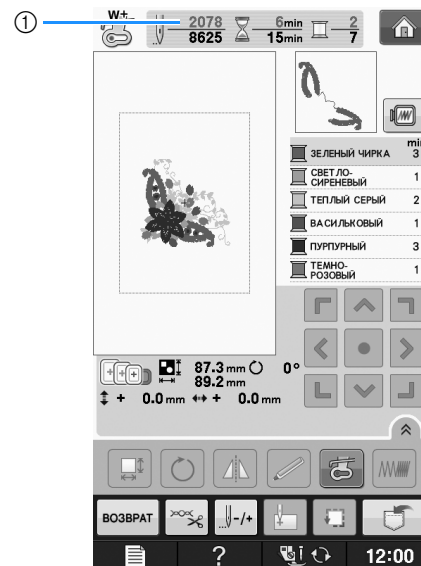 ①
W+
2078 6min 2
8625 15min 7
min
ЗЕЛЕНЫЙ ЧИРКА 3
СВЕТЛО-
СИРЕНЕВЫЙ 1
ТЕПЛЫЙ СЕРЫЙ 2
ВАСИЛЬКОВЫЙ 1
ПУРПУРНЫЙ 3
ТЕМНО-
РОЗОВЫЙ 1
87.3 mm 0°
89.2 mm
+ 0.0 mm + 0.0 mm
ВОЗВРАТ -/+
? 12:00